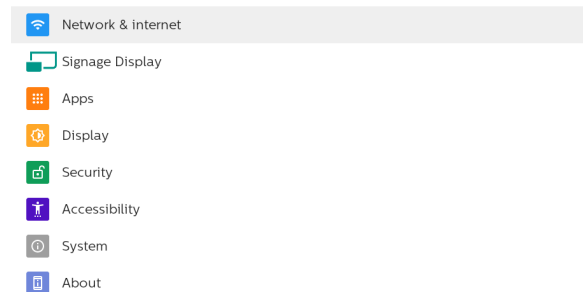 Network & internet
Signage Display
Apps
Display
Security
Accessibility
System
About